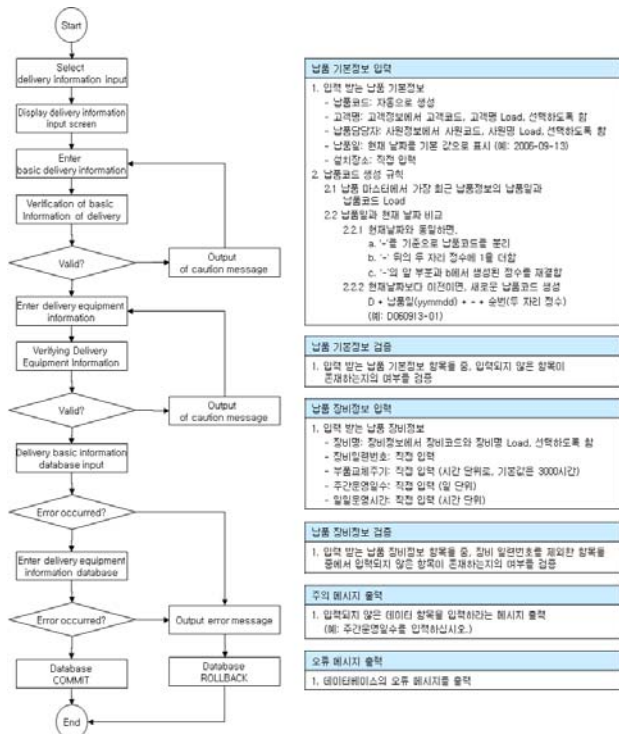 Start
Select
delivery information input
Display delivery information
input screen
Enter
basic delivery information
Verification of basic
Information of delivery
Valid?
Output
of caution message
Enter delivery equipment
information
Verifying Delivery
Equipment Information
Valid?
Output
of caution message
Delivery basic information
database input
Error occurred?
Enter delivery equipment
information database
Error occurred?
Output error message
Database
COMMIT
Database
ROLLBACK
End
납품 기본정보 입력
1. 입력 받는 납품 기본정보
- 납품코드: 자동으로 생성
- 고객명: 고객정보에서 고객코드, 고객명 Load, 선택하도록 함
- 납품담당자: 사원정보에서 사원코드, 사원명 Load, 선택하도록 함
- 납품일: 현재 날짜를 기본 값으로 표시 (예: 2006-09-13)
- 설치장소: 직접 입력
2. 납품코드 생성 규칙
2.1 납품 마스터에서 가장 최근 납품정보의 납품일과
납품코드 Load
2.2 납품일과 현재 날짜 비교
2.2.1 현재날짜와 동일하면,
a. '-'를 기준으로 납품코드를 분리
b. '-' 뒤의 두 자리 정수에 1을 더함
c. '-'의 앞 부분과 b에서 생성된 정수를 재결합
2.2.2 현재날짜보다 이전이면, 새로운 납품코드 생성
D + 납품일(yymmdd) + - + 순번(두 자리 정수)
(예: D060913-01)
납품 기본정보 검증
1. 입력 받는 납품 기본정보 항목들 중, 입력되지 않은 항목이
존재하는지의 여부를 검증
납품 장비정보 입력
1. 입력 받는 납품 장비정보
- 장비명: 장비정보에서 장비코드와 장비명 Load, 선택하도록 함
- 장비일련번호: 직접 입력
- 부품교체주기: 직접 입력 (시간 단위로, 기본값은 3000시간)
- 주간운영일수: 직접 입력 (일 단위)
- 일일운영시간: 직접 입력 (시간 단위)
납품 장비정보 검증
1. 입력 받는 납품 장비정보 항목들 중, 장비 일련번호를 제외한 항목들
중에서 입력되지 않은 항목이 존재하는지의 여부를 검증
주의 메시지 출력
1. 입력되지 않은 데이터 항목을 입력하라는 메시지 출력
(예: 주간운영일수를 입력하십시오.)
오류 메시지 출력
1. 데이터베이스의 오류 메시지를 출력